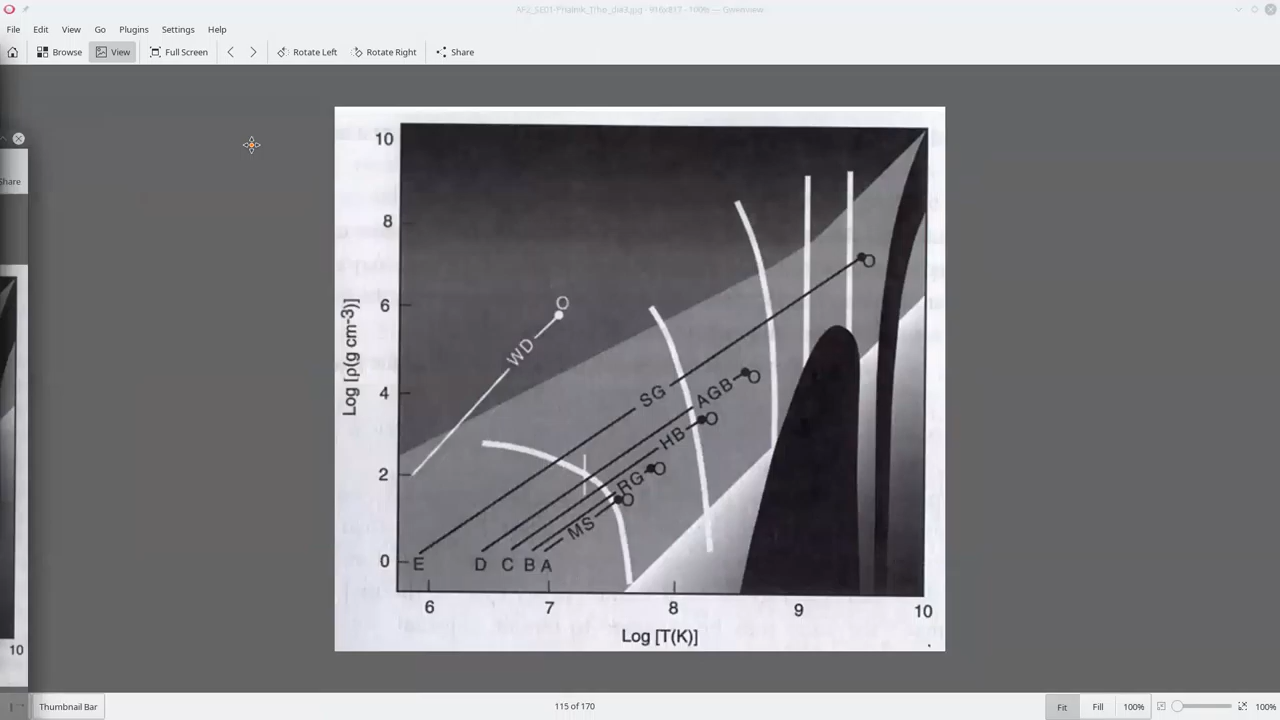 File Edit View Go Plugins Settings Help
Browse View Full Screen Rotate Left Rotate Right Share
Share
10
8
6
4
2
0
Log [ρ(g cm-3)]
O
WD
O
SG
AGB
O
HB
O
RG
O
MS
O
E D C B A
6 7 8 9 10
Log [T(K)]
10
Thumbnail Bar 115 of 170 Fit Fill 100% 100%